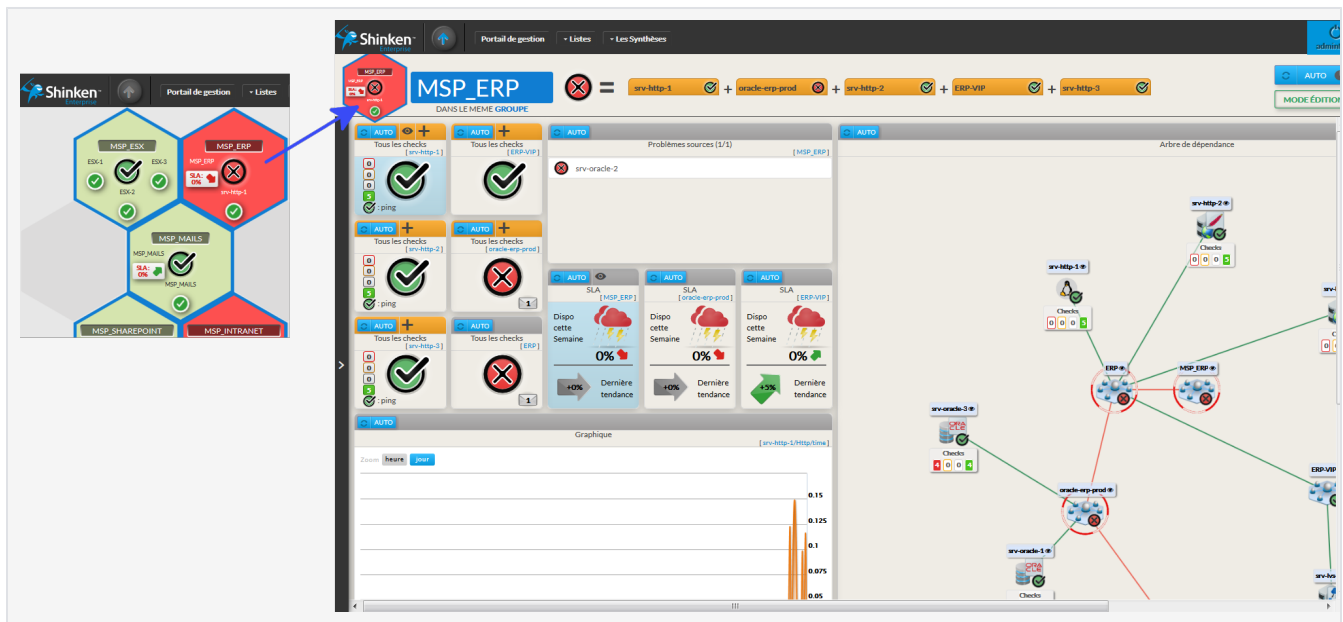 Shinken
Enterprise
Portail de gestion
Listes
MSP_ESX
ESX-1
ESX-3
ESX-2
MSP_ERP
MSP_ERP
SLA:
0%
srv-http-1
MSP_MAILS
MSP_MAILS
SLA:
0%
MSP_MAILS
MSP_SHAREPOINT
MSP_INTRANET
Shinken
Enterprise
Portail de gestion
Listes
Les Synthèses
admin
MSP_ERP
MSP_ERP
SLA:
0%
srv-http-1
MSP_ERP
DANS LE MEME GROUPE
=
srv-http-1
+
oracle-erp-prod
+
srv-http-2
+
ERP-VIP
+
srv-http-3
AUTO
MODE ÉDITIO
AUTO
Tous les checks
[srv-http-1]
0
0
0
5
: ping
AUTO
Tous les checks
[ERP-VIP]
AUTO
Problèmes sources (1/1)
[MSP_ERP]
srv-oracle-2
AUTO
Tous les checks
[srv-http-2]
0
0
0
5
: ping
AUTO
Tous les checks
[oracle-erp-prod]
1
AUTO
Tous les checks
[srv-http-3]
0
0
0
5
: ping
AUTO
Tous les checks
[ERP]
1
AUTO
SLA
[MSP_ERP]
Dispo
cette
Semaine
0%
+0%
Dernière
tendance
AUTO
SLA
[oracle-erp-prod]
Dispo
cette
Semaine
0%
+0%
Dernière
tendance
AUTO
SLA
[ERP-VIP]
Dispo
cette
Semaine
0%
+5%
Dernière
tendance
AUTO
Graphique
[srv-http-1/Http/time]
Zoom heure jour
0.15
0.125
0.1
0.075
0.05
AUTO
Arbre de dépendance
srv-http-2
Checks
0 0 0 5
srv-http-1
Checks
0 0 0 5
ERP
MSP_ERP
srv-oracle-3
Checks
4 0 0 4
oracle-erp-prod
srv-oracle-1
Checks
ERP-VIP
srv-lvs